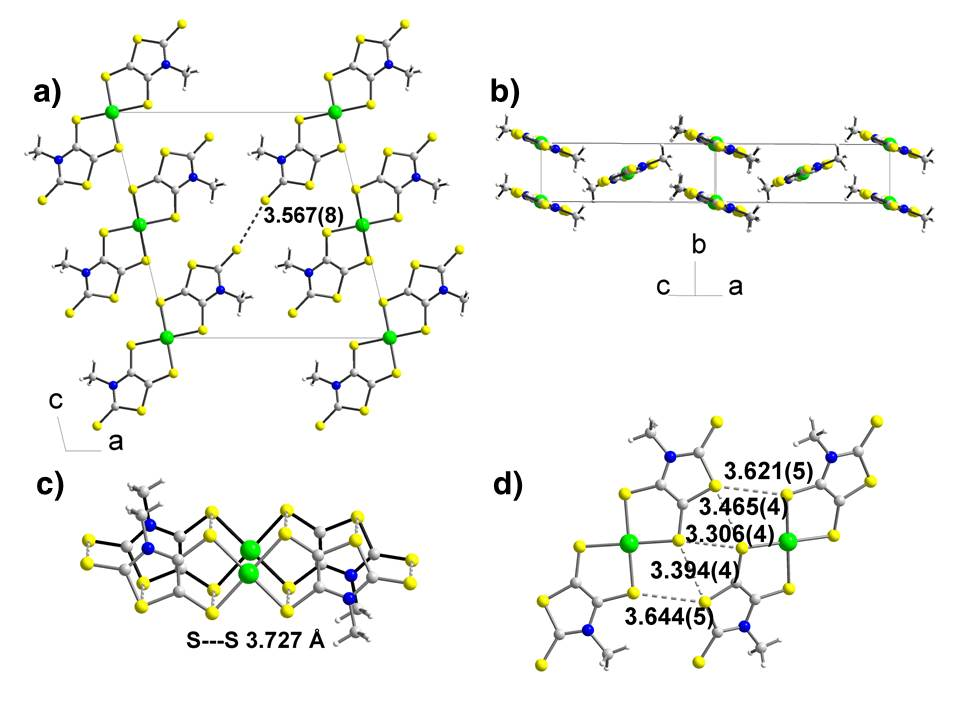 a)
3.567(8)
c
a
b)
b
c a
c)
S---S 3.727 Å
d)
3.621(5)
3.465(4)
3.306(4)
3.394(4)
3.644(5)